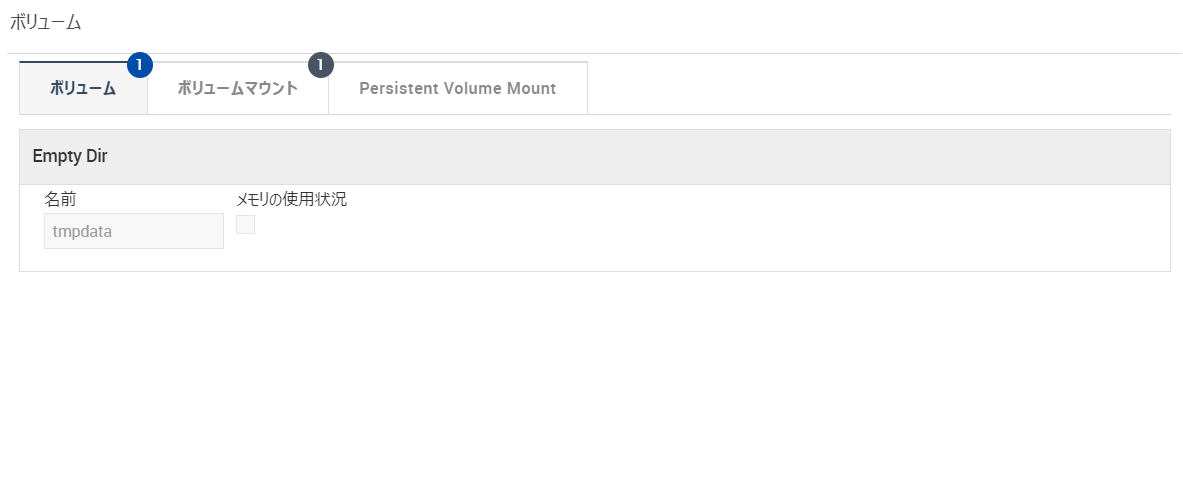 ボリューム
1
1
ボリューム
ボリュームマウント
Persistent Volume Mount
Empty Dir
名前
メモリの使用状況
tmpdata